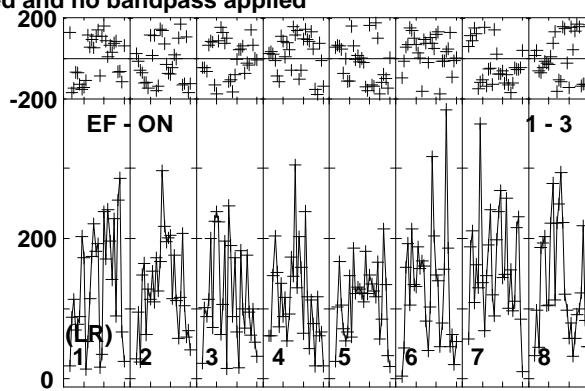 ed and no bandpass applied
200
-200
EF - ON 1 - 3
200
(LR)
1 2 3 4 5 6 7 8
0